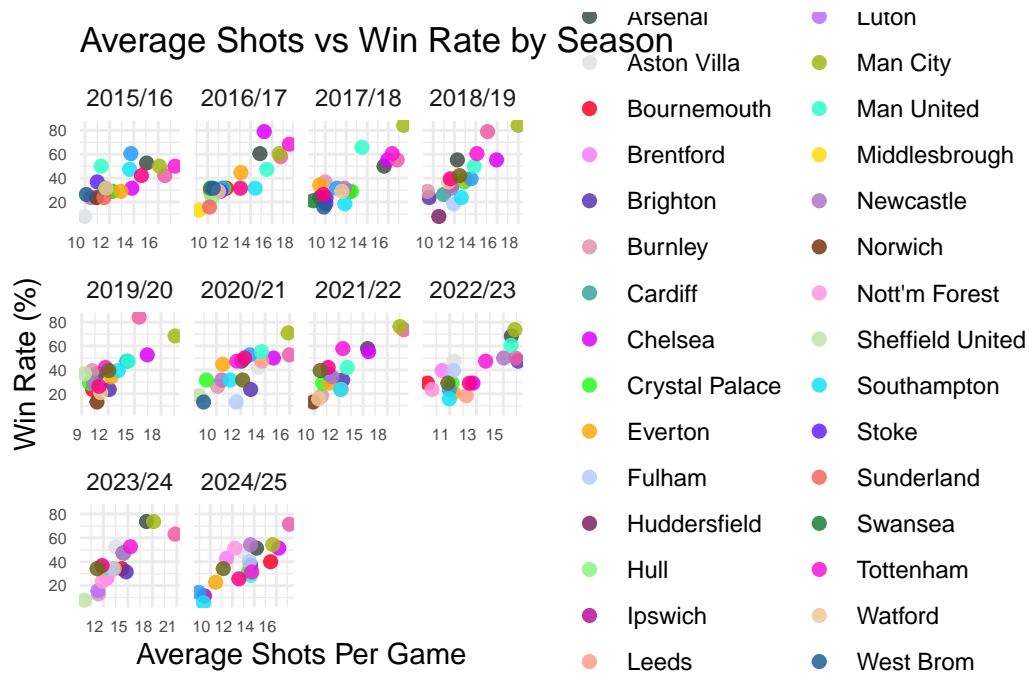 Arsenal Luton
Average Shots vs Win Rate by Season
Aston Villa Man City
2015/16 2016/17 2017/18 2018/19
Bournemouth Man United
80
60
40
20
10 12 14 16 10 12 14 16 18 10 12 14 16 10 12 14 16 18
Brentford Middlesbrough
Brighton Newcastle
Burnley Norwich
Win Rate (%)
2019/20 2020/21 2021/22 2022/23
Cardiff Nott'm Forest
80
60
40
20
9 12 15 18 10 12 14 16 10 12 15 18 11 13 15
Chelsea Sheffield United
Crystal Palace Southampton
Everton Stoke
2023/24 2024/25
Fulham Sunderland
80
60
40
20
12 15 18 21 10 12 14 16
Huddersfield Swansea
Hull Tottenham
Ipswich Watford
Average Shots Per Game
Leeds West Brom